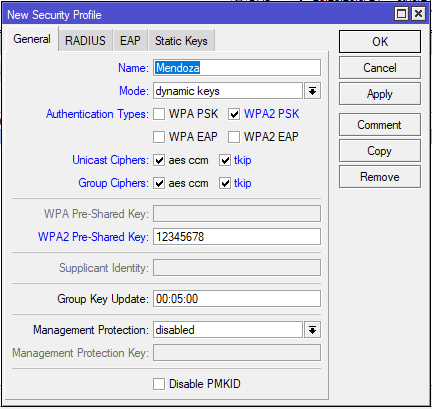 New Security Profile
General RADIUS EAP Static Keys
OK
Cancel
Apply
Comment
Copy
Remove
Name: Mendoza
Mode: dynamic keys
Authentication Types: WPA PSK WPA2 PSK
WPA EAP WPA2 EAP
Unicast Ciphers: aes ccm tkip
Group Ciphers: aes ccm tkip
WPA Pre-Shared Key:
WPA2 Pre-Shared Key: 12345678
Supplicant Identity:
Group Key Update: 00:05:00
Management Protection: disabled
Management Protection Key:
Disable PMKID